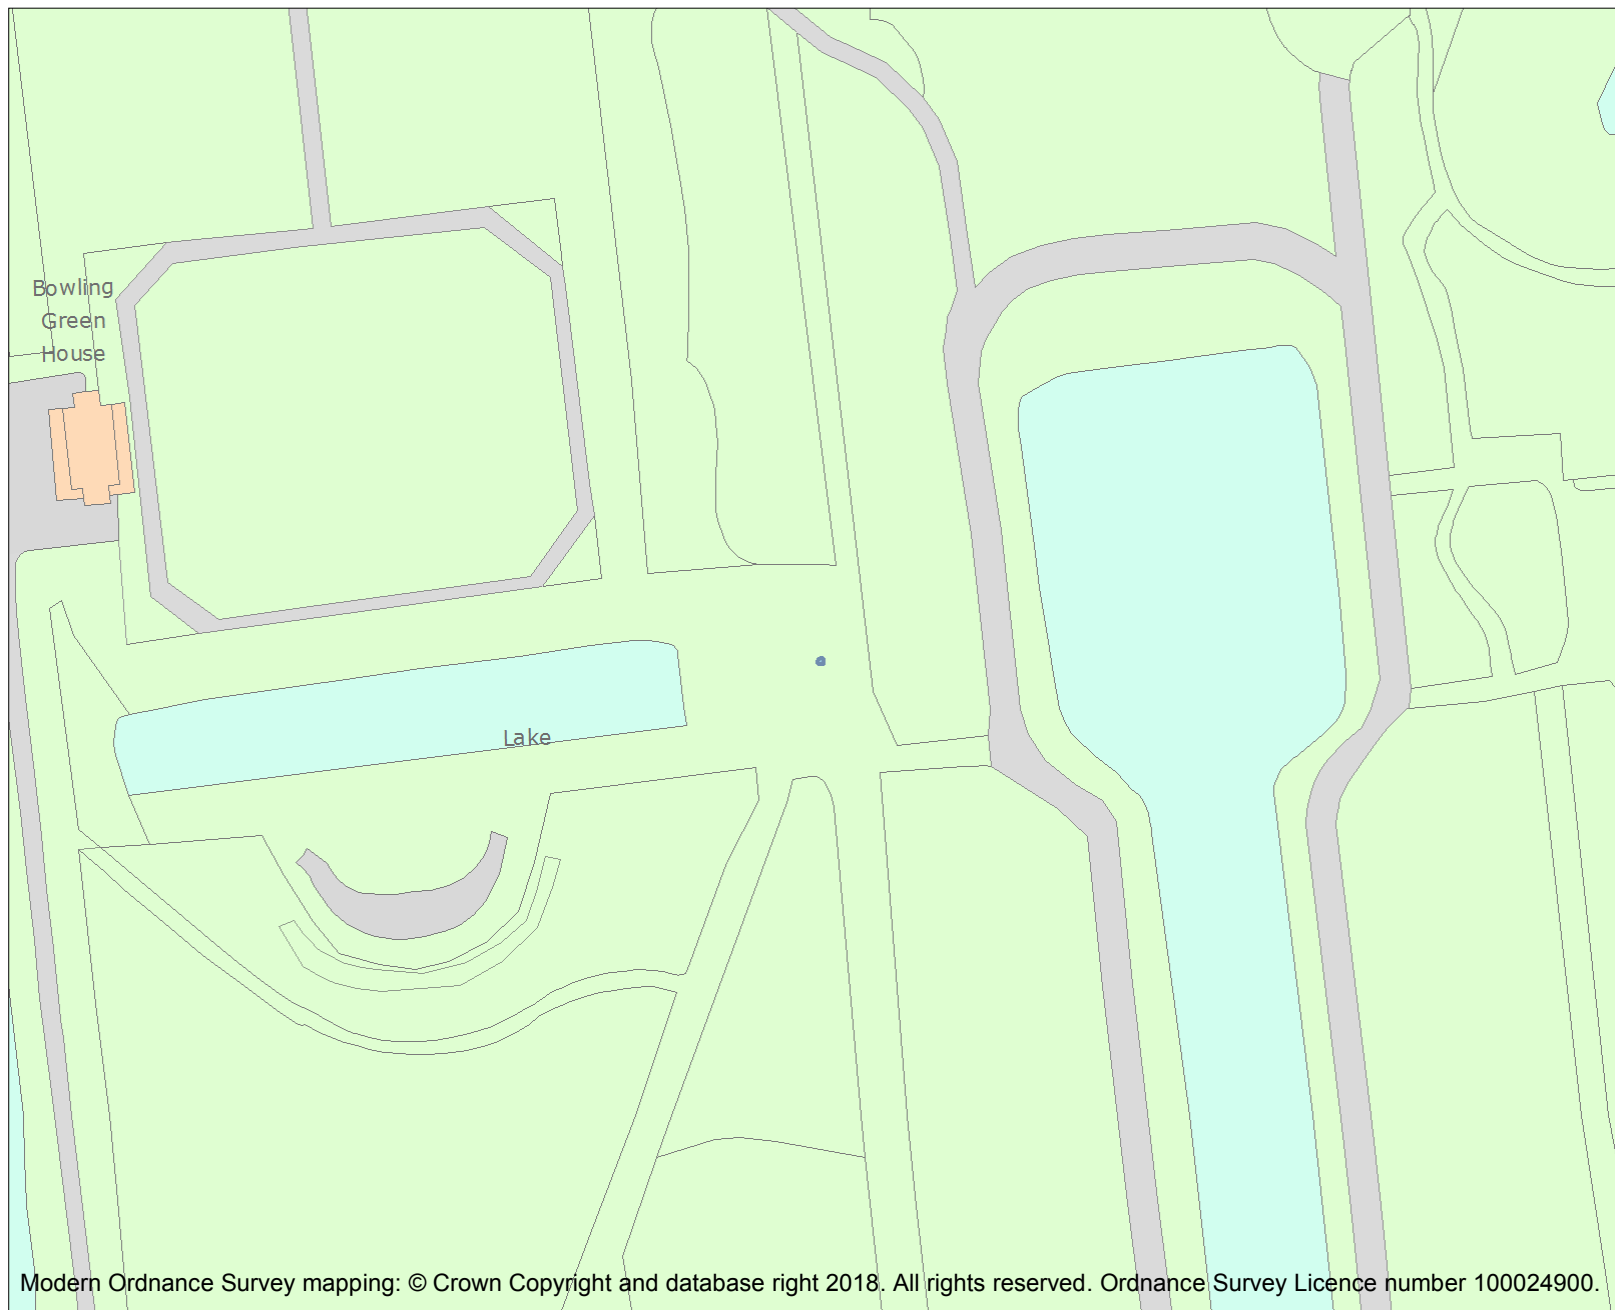 Bowling
Green
House
Lake
Modern Ordnance Survey mapping: © Crown Copyright and database right 2018. All rights reserved. Ordnance Survey Licence number 100024900.